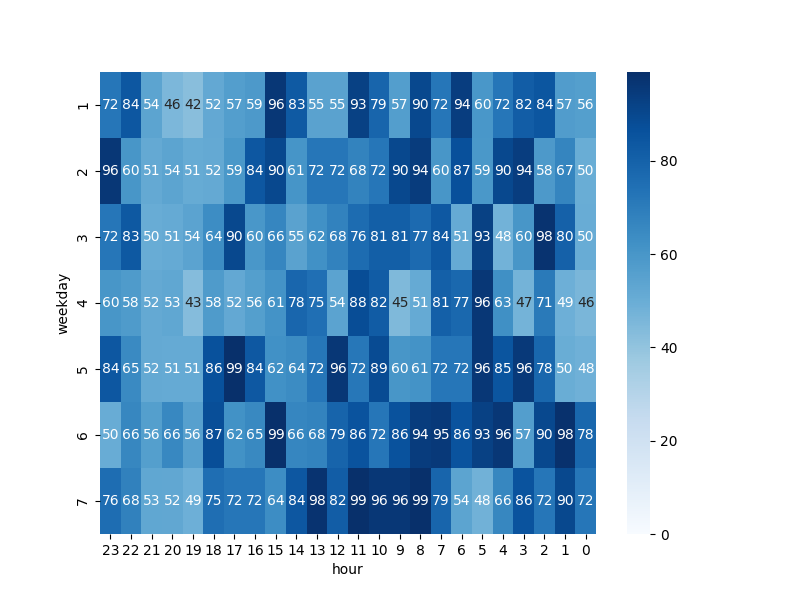 1 72 84 54 46 42 52 57 59 96 83 55 55 93 79 57 90 72 94 60 72 82 84 57 56
2 96 60 51 54 51 52 59 84 90 61 72 72 68 72 90 94 60 87 59 90 94 58 67 50
3 72 83 50 51 54 64 90 60 66 55 62 68 76 81 81 77 84 51 93 48 60 98 80 50
4 60 58 52 53 43 58 52 56 61 78 75 54 88 82 45 51 81 77 96 63 47 71 49 46
5 84 65 52 51 51 86 99 84 62 64 72 96 72 89 60 61 72 72 96 85 96 78 50 48
6 50 66 56 66 56 87 62 65 99 66 68 79 86 72 86 94 95 86 93 96 57 90 98 78
7 76 68 53 52 49 75 72 72 64 84 98 82 99 96 96 99 79 54 48 66 86 72 90 72
23 22 21 20 19 18 17 16 15 14 13 12 11 10 9 8 7 6 5 4 3 2 1 0
hour
weekday
80
60
40
20
0